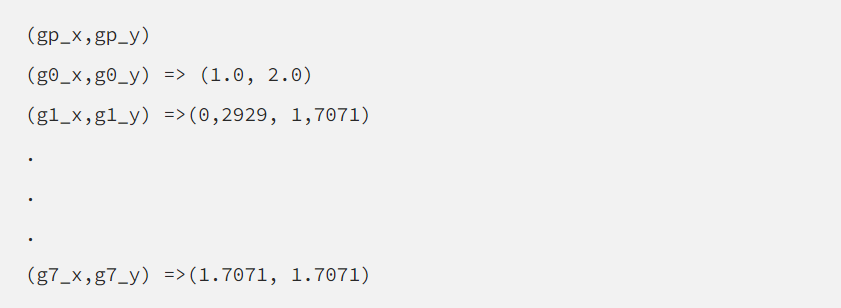 (gp_x,gp_y)
(g0_x,g0_y) => (1.0, 2.0)
(g1_x,g1_y) =>(0,2929, 1,7071)
.
.
.
(g7_x,g7_y) =>(1.7071, 1.7071)